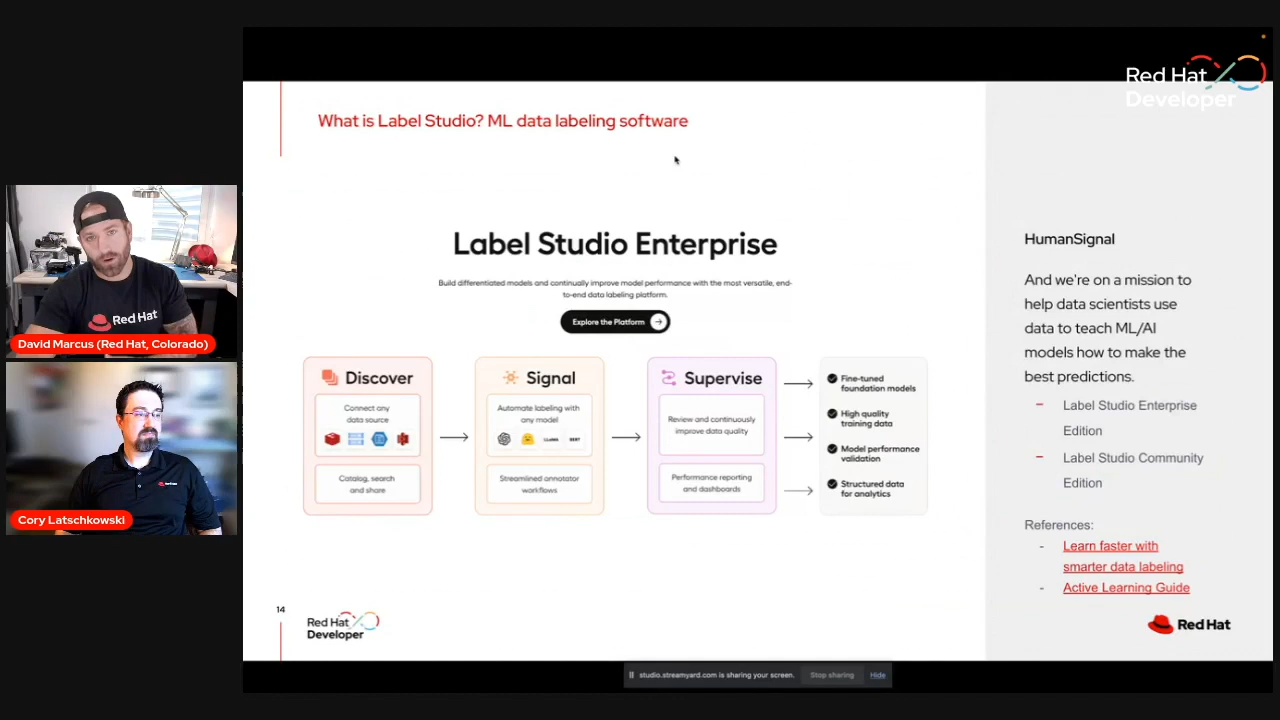 Red Hat
Developer
What is Label Studio? ML data labeling software
Label Studio Enterprise
Build differentiated models and continually improve model performance with the most versatile, end-
to-end data labeling platform.
Explore the Platform
Discover
Connect any
data source
Catalog, search
and share
Signal
Automate labeling with
any model
LLAMA
BERT
Streamlined annotator
workflows
Supervise
Review and continuously
improve data quality
Performance reporting
and dashboards
Fine-tuned
foundation models
High quality
training data
Model performance
validation
Structured data
for analytics
HumanSignal
And we're on a mission to
help data scientists use
data to teach ML/AI
models how to make the
best predictions.
– Label Studio Enterprise
Edition
– Label Studio Community
Edition
References:
- Learn faster with
smarter data labeling
- Active Learning Guide
14
Red Hat
Developer
Red Hat
Red Hat
David Marcus (Red Hat, Colorado)
Cory Latschkowski
studio.streamyard.com is sharing your screen.
Stop sharing
Hide